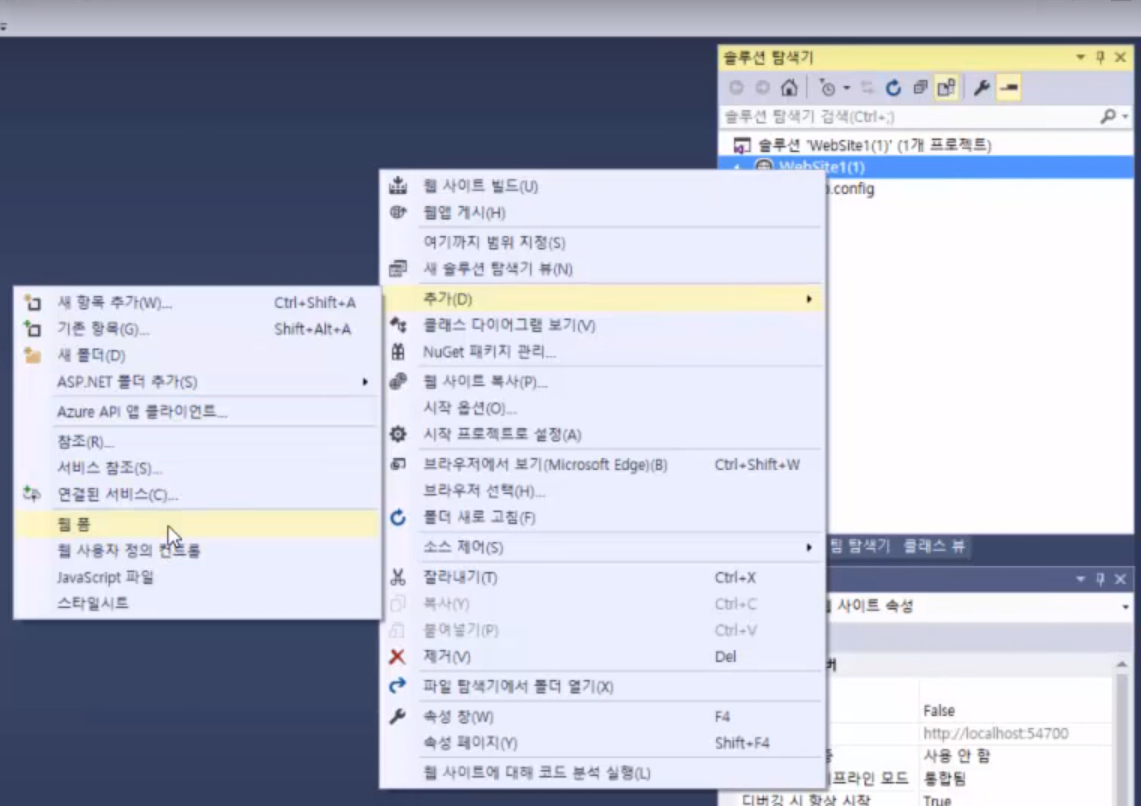 솔루션 탐색기
솔루션 탐색기 검색(Ctrl+;)
솔루션 'WebSite1(1)' (1개 프로젝트)
WebSite1(1)
.config
웹 사이트 빌드(U)
웹앱 게시(H)
여기까지 범위 지정(S)
새 솔루션 탐색기 뷰(N)
추가(D)
클래스 다이어그램 보기(V)
NuGet 패키지 관리...
웹 사이트 복사(P)...
시작 옵션(O)...
시작 프로젝트로 설정(A)
브라우저에서 보기(Microsoft Edge)(B) Ctrl+Shift+W
브라우저 선택(H)...
폴더 새로 고침(F)
소스 제어(S)
잘라내기(T) Ctrl+X
복사(Y) Ctrl+C
붙여넣기(P) Ctrl+V
제거(V) Del
파일 탐색기에서 폴더 열기(X)
속성 창(W) F4
속성 페이지(Y) Shift+F4
웹 사이트에 대해 코드 분석 실행(L)
새 항목 추가(W)... Ctrl+Shift+A
기존 항목(G)... Shift+Alt+A
새 폴더(D)
ASP.NET 폴더 추가(S)
Azure API 앱 클라이언트...
참조(R)...
서비스 참조(S)...
연결된 서비스(C)...
웹 폼
웹 사용자 정의 컨트롤
JavaScript 파일
스타일시트
팀 탐색기 클래스 뷰
사이트 속성
False
http://localhost:54700
사용 안 함
프라인 모드 통합됨
디버깅 시 항상 시작 True